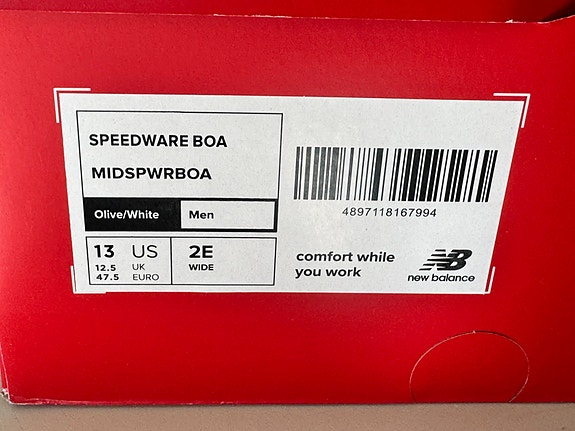 SPEEDWARE BOA
MIDSPWRBOA
Olive/White Men
13 US
12.5 UK
47.5 EURO
2E
WIDE
4897118167994
comfort while
you work
NB
new balance